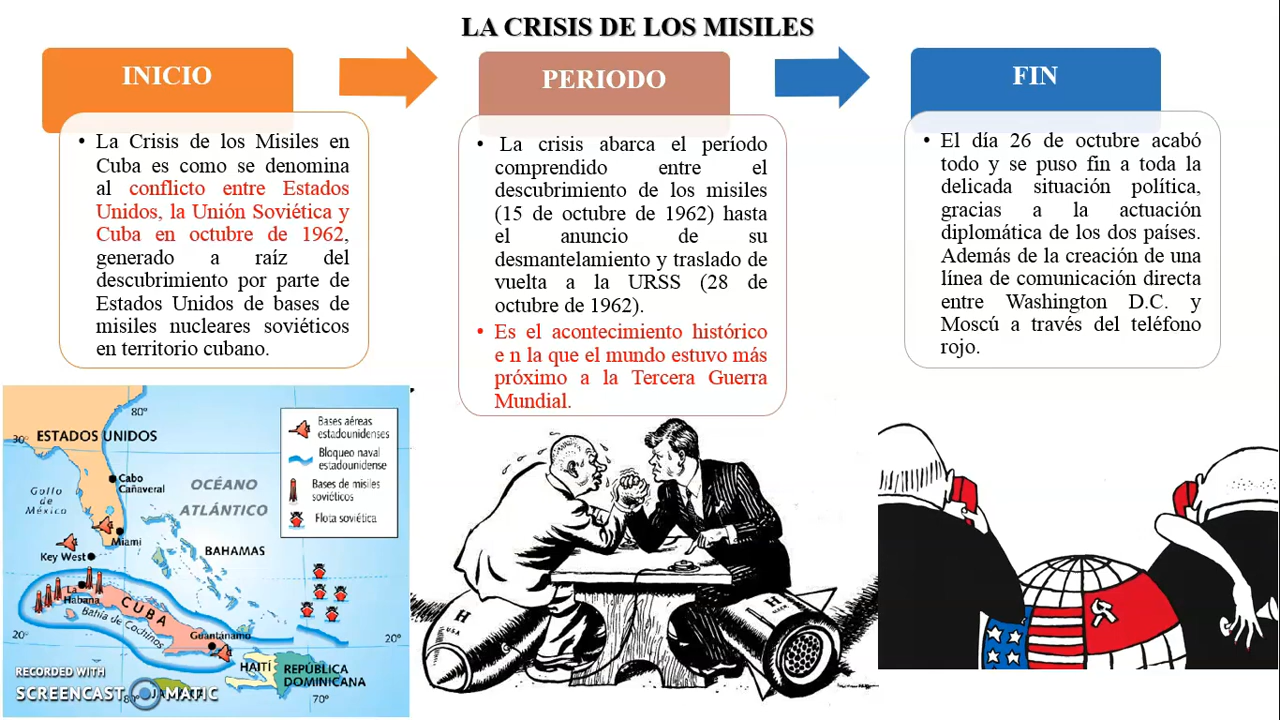 LA CRISIS DE LOS MISILES
INICIO
• La Crisis de los Misiles en
Cuba es como se denomina
al conflicto entre Estados
Unidos, la Unión Soviética y
Cuba en octubre de 1962,
generado a raíz del
descubrimiento por parte de
Estados Unidos de bases de
misiles nucleares soviéticos
en territorio cubano.
PERIODO
• La crisis abarca el período
comprendido entre el
descubrimiento de los misiles
(15 de octubre de 1962) hasta
el anuncio de su
desmantelamiento y traslado de
vuelta a la URSS (28 de
octubre de 1962).
• Es el acontecimiento histórico
e n la que el mundo estuvo más
próximo a la Tercera Guerra
Mundial.
FIN
• El día 26 de octubre acabó
todo y se puso fin a toda la
delicada situación política,
gracias a la actuación
diplomática de los dos países.
Además de la creación de una
línea de comunicación directa
entre Washington D.C. y
Moscú a través del teléfono
rojo.
80°
30°
ESTADOS UNIDOS
Cabo
Cañaveral
Golfo
de
México
OCÉANO
ATLÁNTICO
Miami
Key West
BAHAMAS
La
Habana
CUBA
Bahía de Cochinos
Guantánamo
20°
20°
HAITÍ
REPÚBLICA
DOMINICANA
80°
70°
Bases aéreas
estadounidenses
Bloqueo naval
estadounidense
Bases de misiles
soviéticos
Flota soviética
RECORDED WITH
SCREENCAST MATIC
H
USA
H